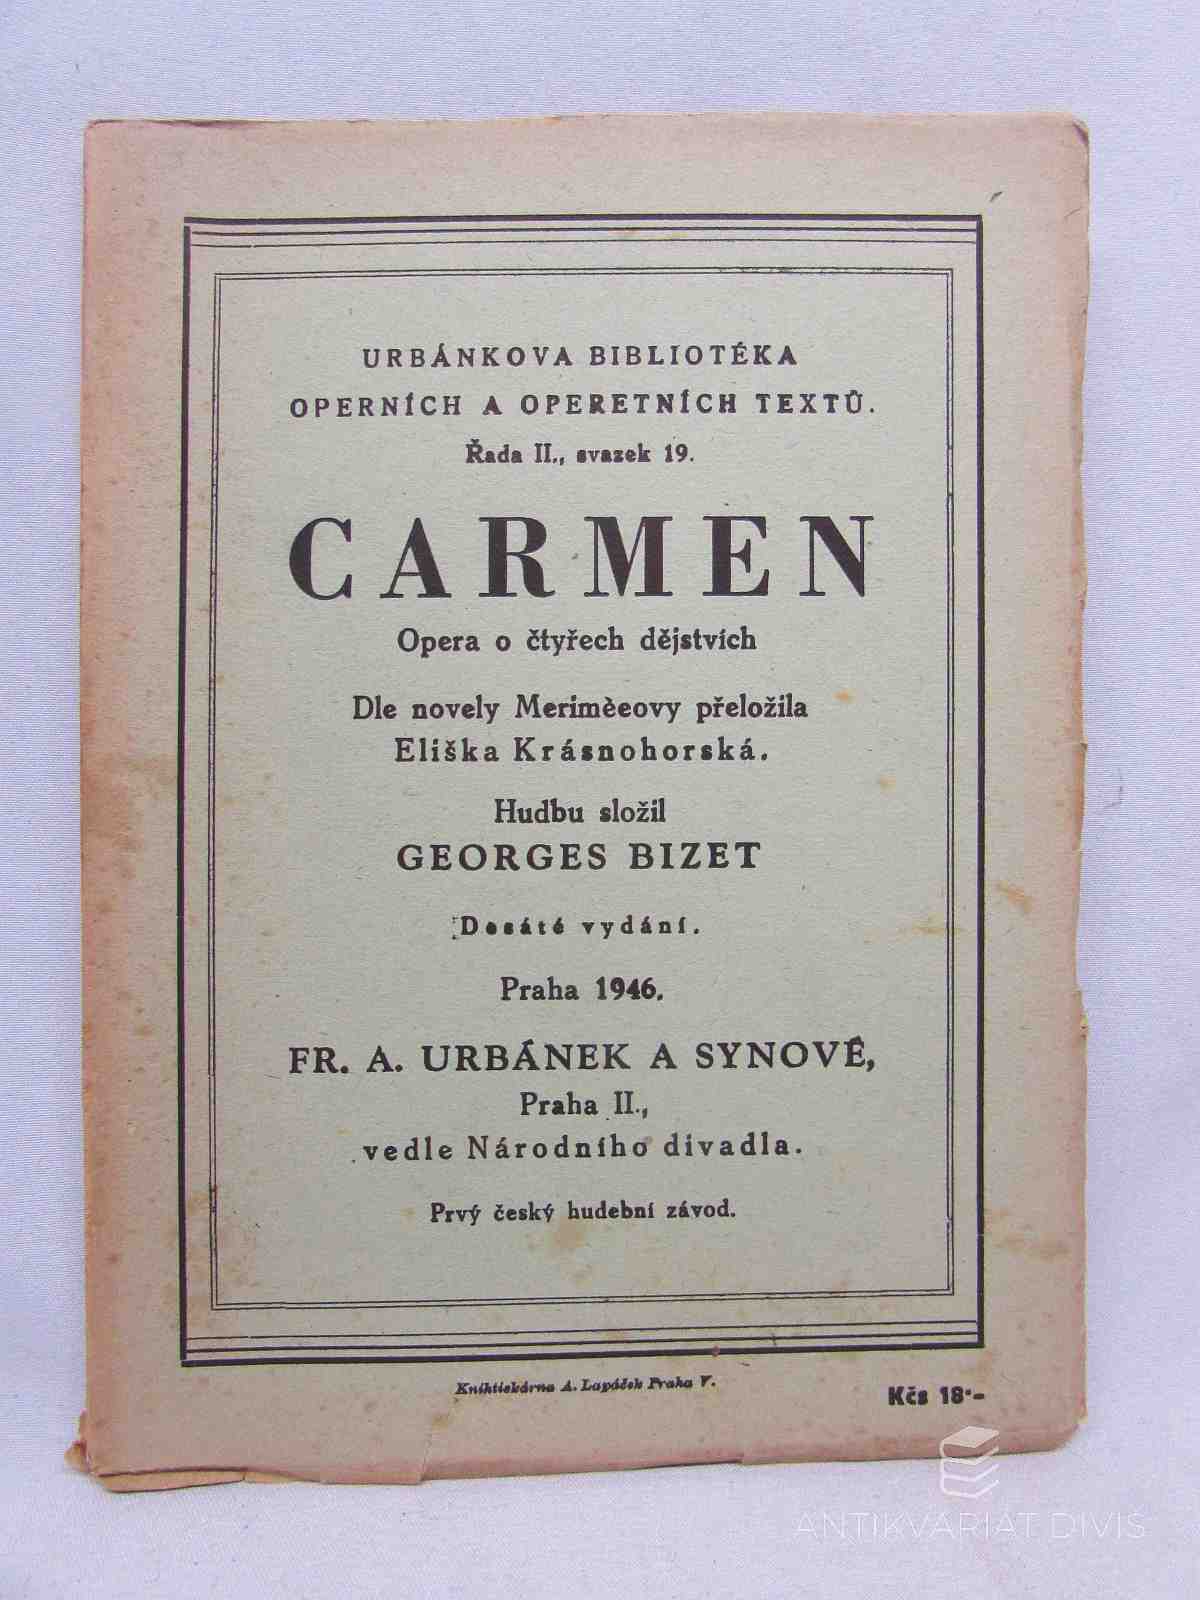 URBÁNKOVA BIBLIOTÉKA
OPERNÍCH A OPERETNÍCH TEXTŮ.
Řada II., svazek 19.
CARMEN
Opera o čtyřech dějstvích
Dle novely Merimèeovy přeložila
Eliška Krásnohorská.
Hudbu složil
GEORGES BIZET
Desáté vydání.
Praha 1946.
FR. A. URBÁNEK A SYNOVÉ,
Praha II.,
vedle Národního divadla.
Prvý český hudební závod.
Knihtiskárna A. Lapáček Praha V.
Kčs 18·-
ANTIKVARIÁT DIVIŠ